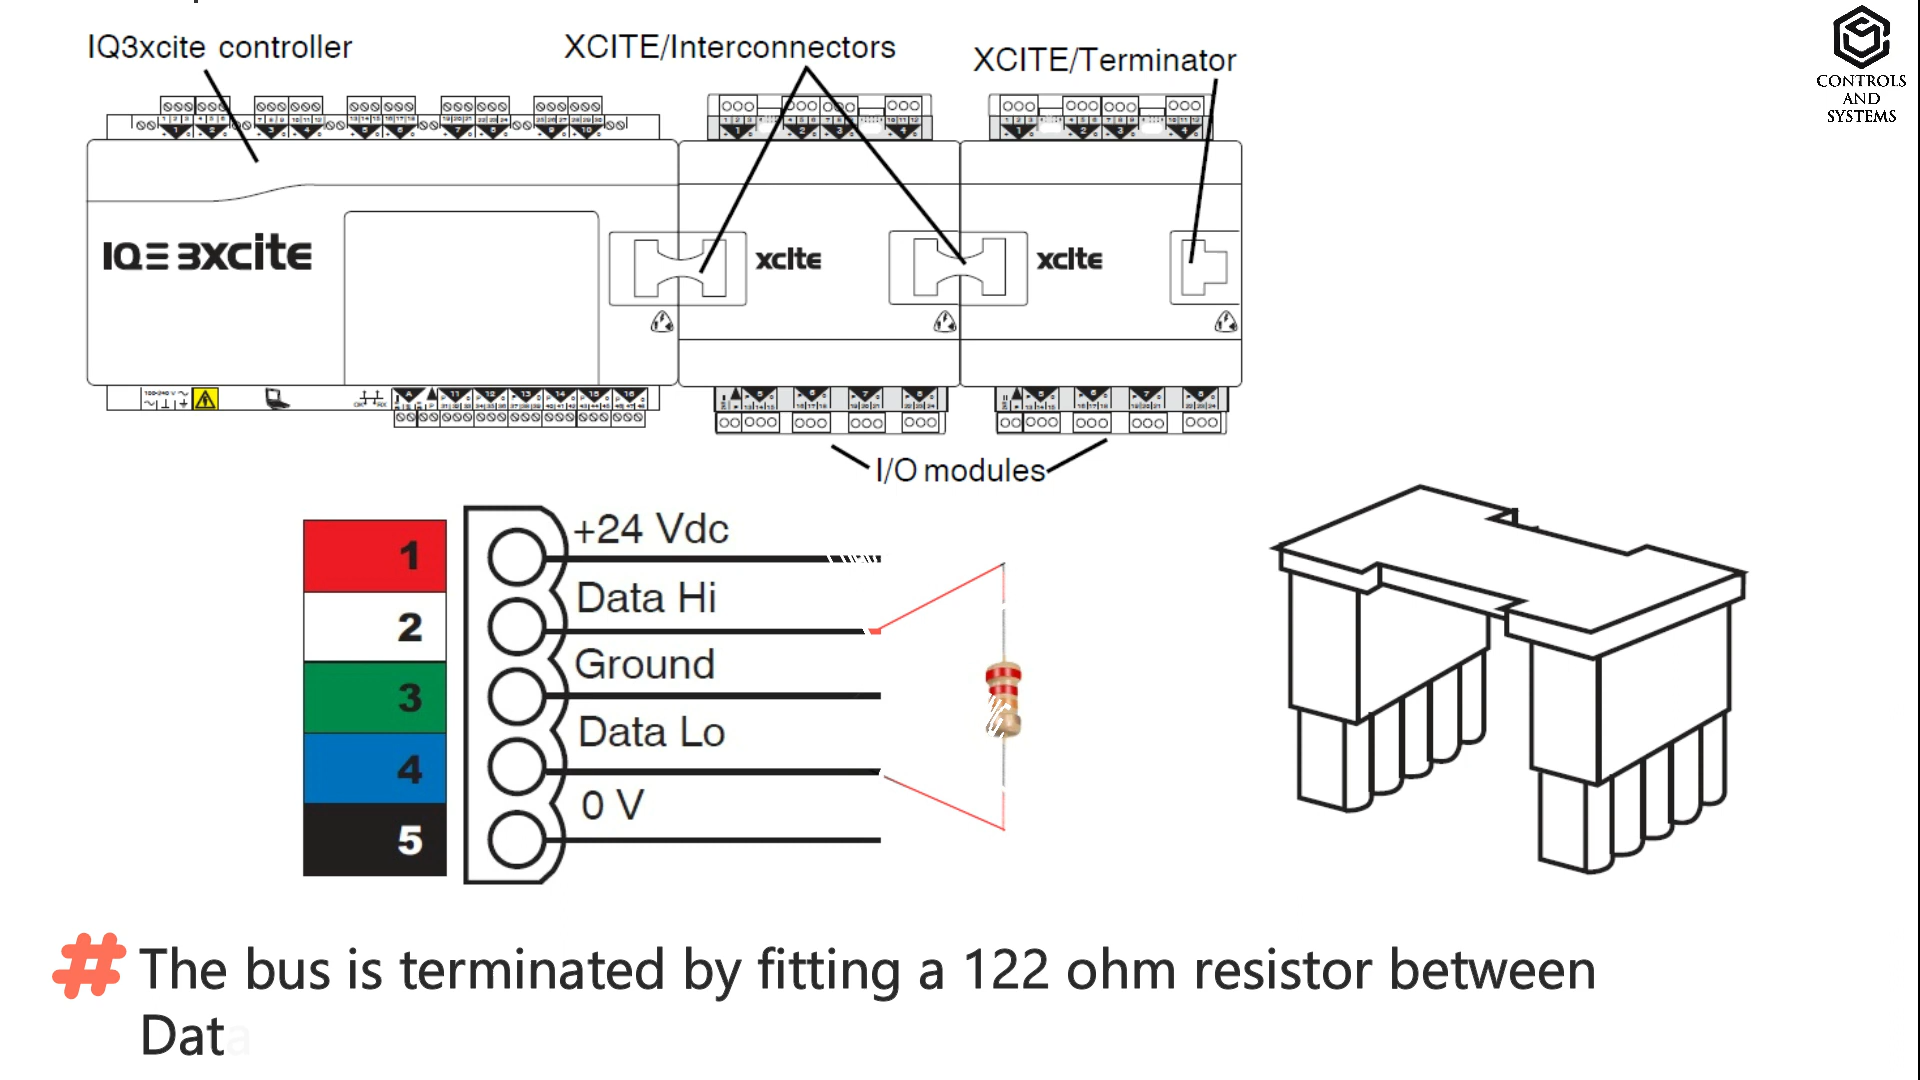 IQ3xcite controller
XCITE/Interconnectors
XCITE/Terminator
CONTROLS
AND
SYSTEMS
IQ3xcite
xcite
xcite
I/O modules
1
+24 Vdc
2
Data Hi
3
Ground
4
Data Lo
5
0 V
# The bus is terminated by fitting a 122 ohm resistor between
Data